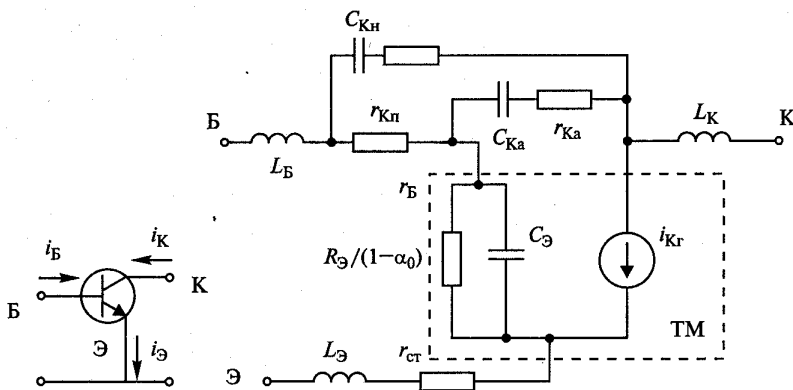 C_Кн
r_Кп
Б
L_Б
C_Ка
r_Ка
L_К
К
r_Б
R_Э/(1−α_0)
C_Э
i_Кг
ТМ
i_Б
i_К
Б
К
Э
i_Э
Э
L_Э
r_ст